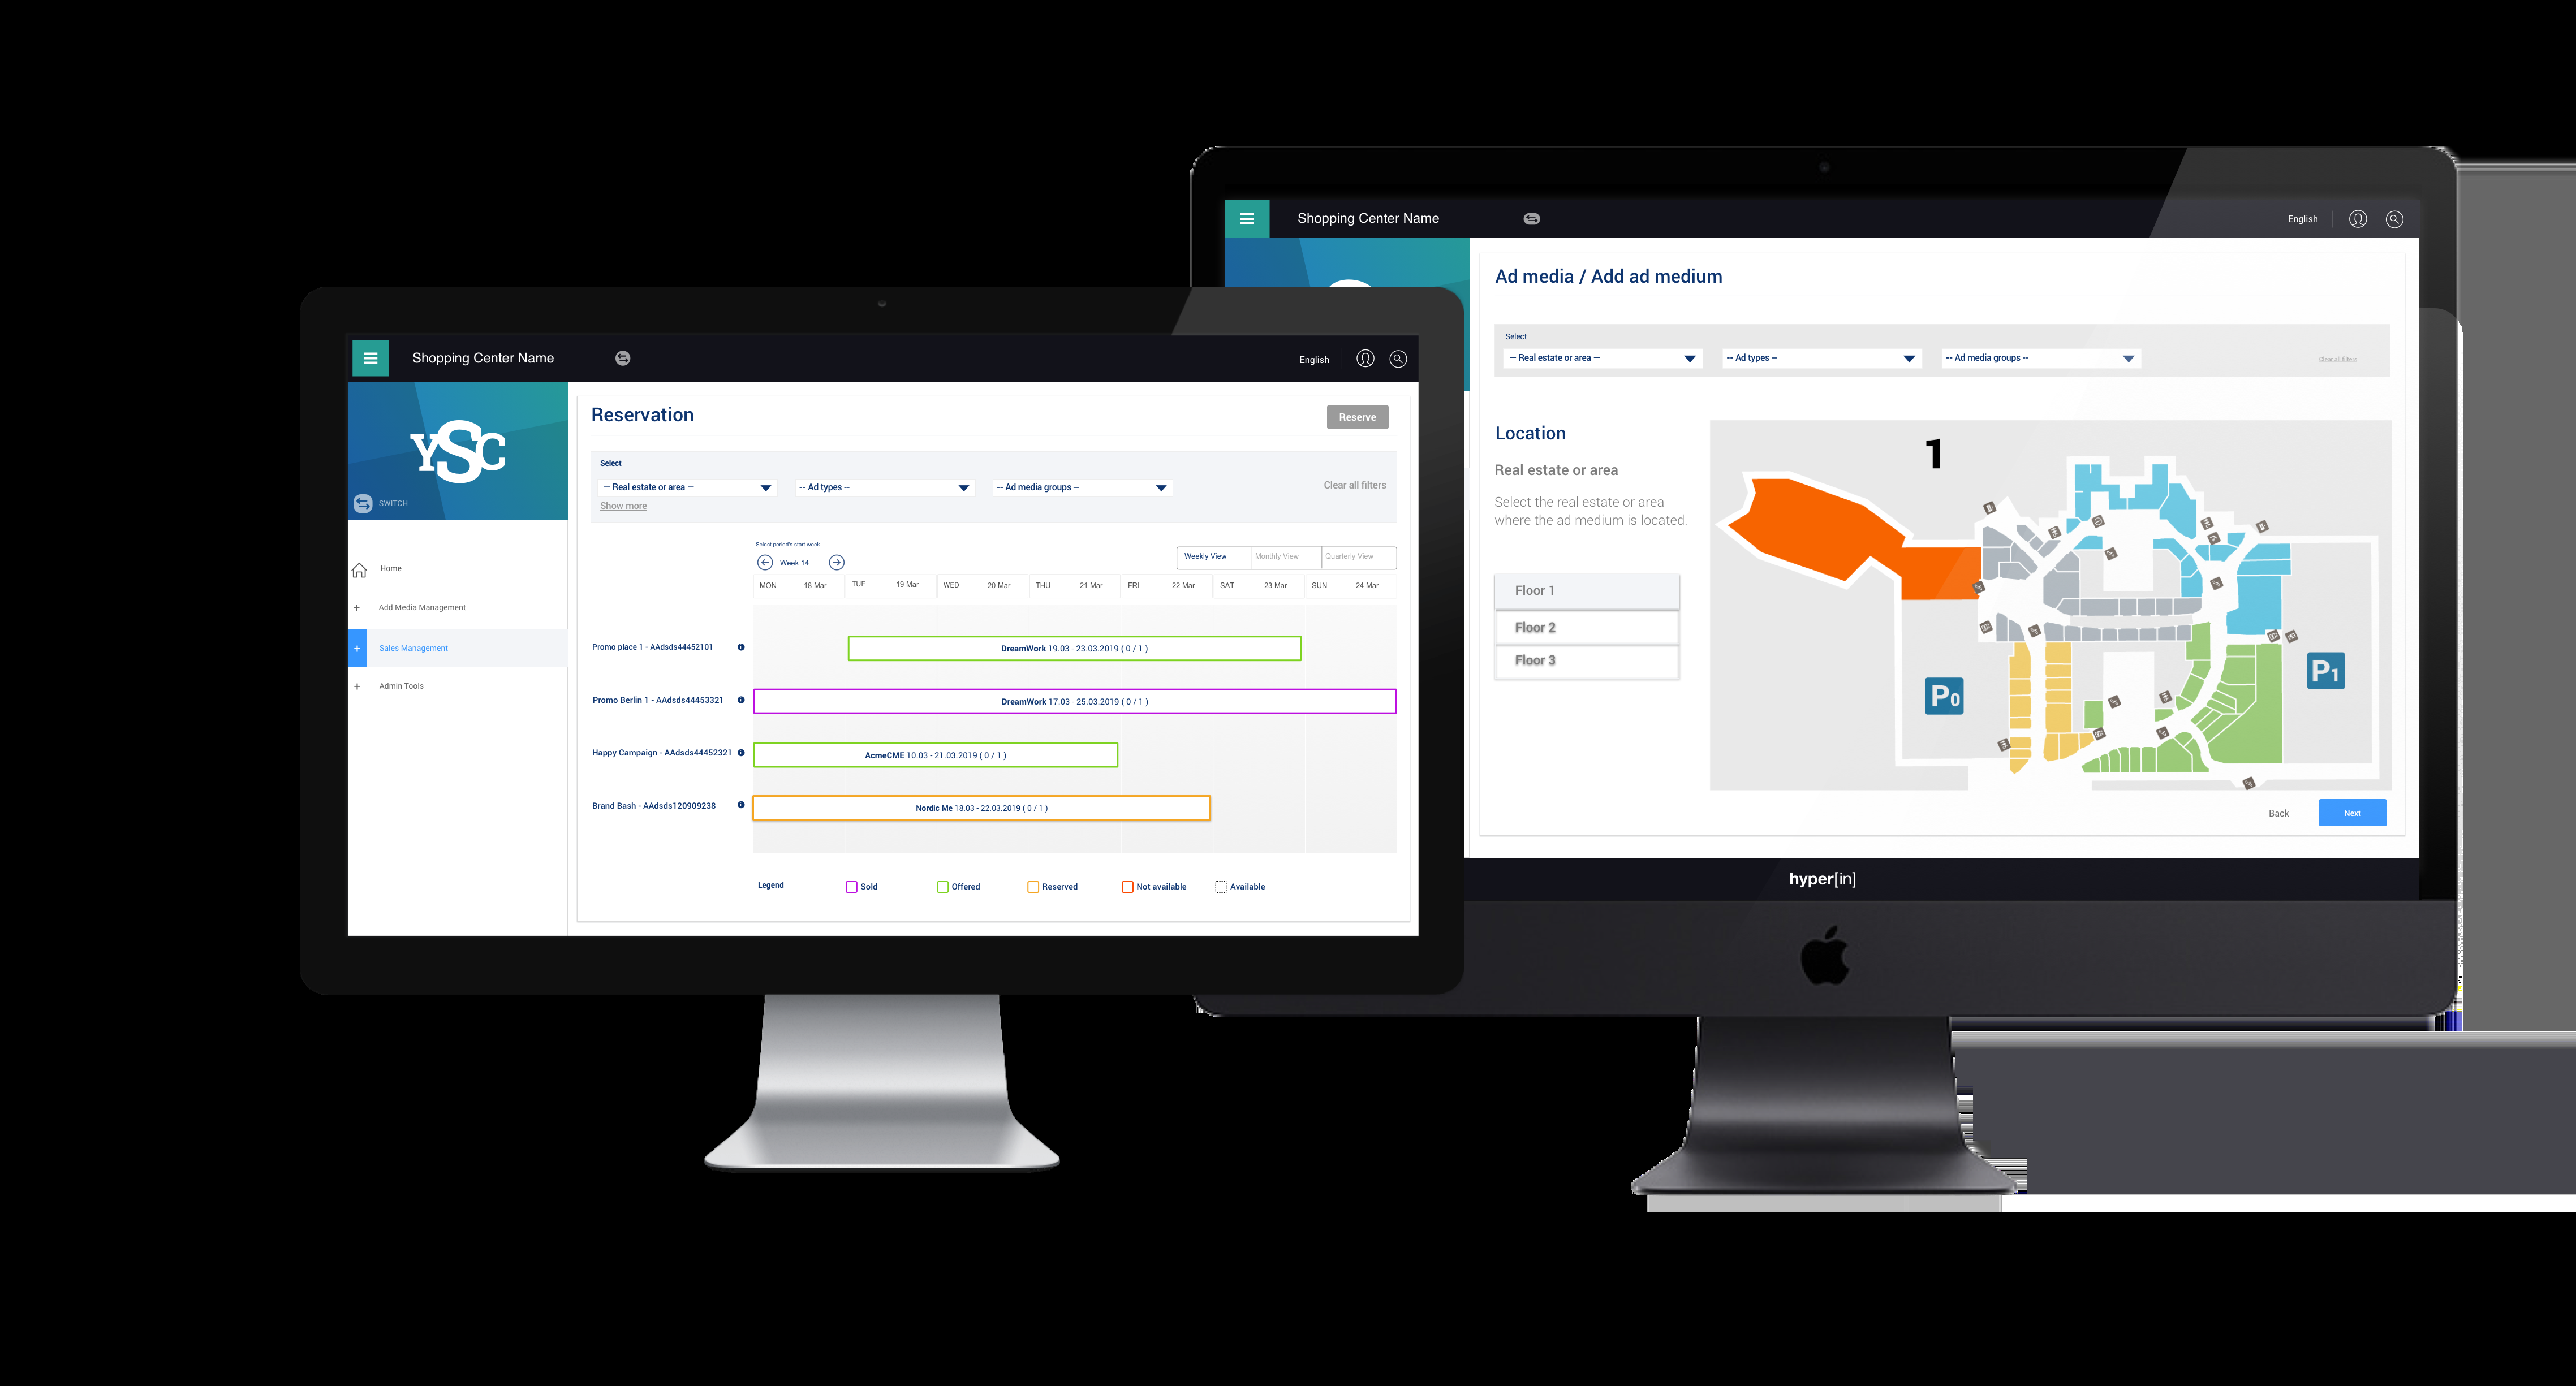 Shopping Center Name
English
YSC
SWITCH
Home
+ Add Media Management
+ Sales Management
+ Admin Tools
Reservation
Reserve
Select
— Real estate or area —
-- Ad types --
-- Ad media groups --
Clear all filters
Show more
Select period's start week.
Week 14
Weekly View
Monthly View
Quarterly View
MON 18 Mar TUE 19 Mar WED 20 Mar THU 21 Mar FRI 22 Mar SAT 23 Mar SUN 24 Mar
Promo place 1 - AAdsds44452101
DreamWork 19.03 - 23.03.2019 ( 0 / 1 )
Promo Berlin 1 - AAdsds44453321
DreamWork 17.03 - 25.03.2019 ( 0 / 1 )
Happy Campaign - AAdsds44452321
AcmeCME 10.03 - 21.03.2019 ( 0 / 1 )
Brand Bash - AAdsds120909238
Nordic Me 18.03 - 22.03.2019 ( 0 / 1 )
Legend
Sold
Offered
Reserved
Not available
Available
Shopping Center Name
English
Ad media / Add ad medium
Select
— Real estate or area —
-- Ad types --
-- Ad media groups --
Clear all filters
Location
Real estate or area
Select the real estate or area
where the ad medium is located.
Floor 1
Floor 2
Floor 3
1
P0
P1
Back
Next
hyper[in]